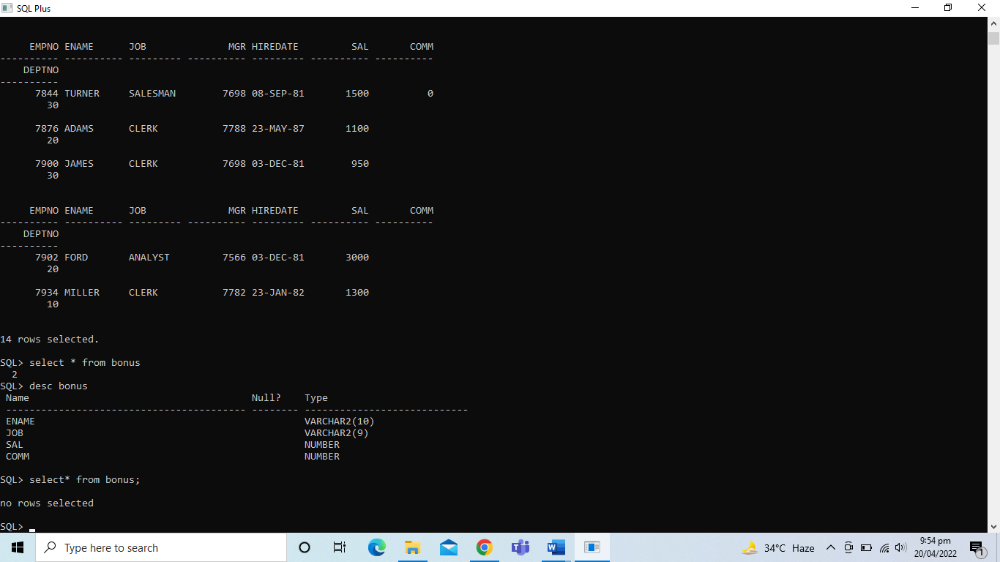 SQL Plus
EMPNO ENAME JOB MGR HIREDATE SAL COMM
---------- ---------- --------- ---------- --------- ---------- ----------
DEPTNO
----------
7844 TURNER SALESMAN 7698 08-SEP-81 1500 0
30
7876 ADAMS CLERK 7788 23-MAY-87 1100
20
7900 JAMES CLERK 7698 03-DEC-81 950
30
EMPNO ENAME JOB MGR HIREDATE SAL COMM
---------- ---------- --------- ---------- --------- ---------- ----------
DEPTNO
----------
7902 FORD ANALYST 7566 03-DEC-81 3000
20
7934 MILLER CLERK 7782 23-JAN-82 1300
10
14 rows selected.
SQL> select * from bonus
2
SQL> desc bonus
Name Null? Type
----------------------------------------- -------- ----------------------------
ENAME VARCHAR2(10)
JOB VARCHAR2(9)
SAL NUMBER
COMM NUMBER
SQL> select* from bonus;
no rows selected
SQL>
Type here to search
34°C Haze
9:54 pm
20/04/2022
1